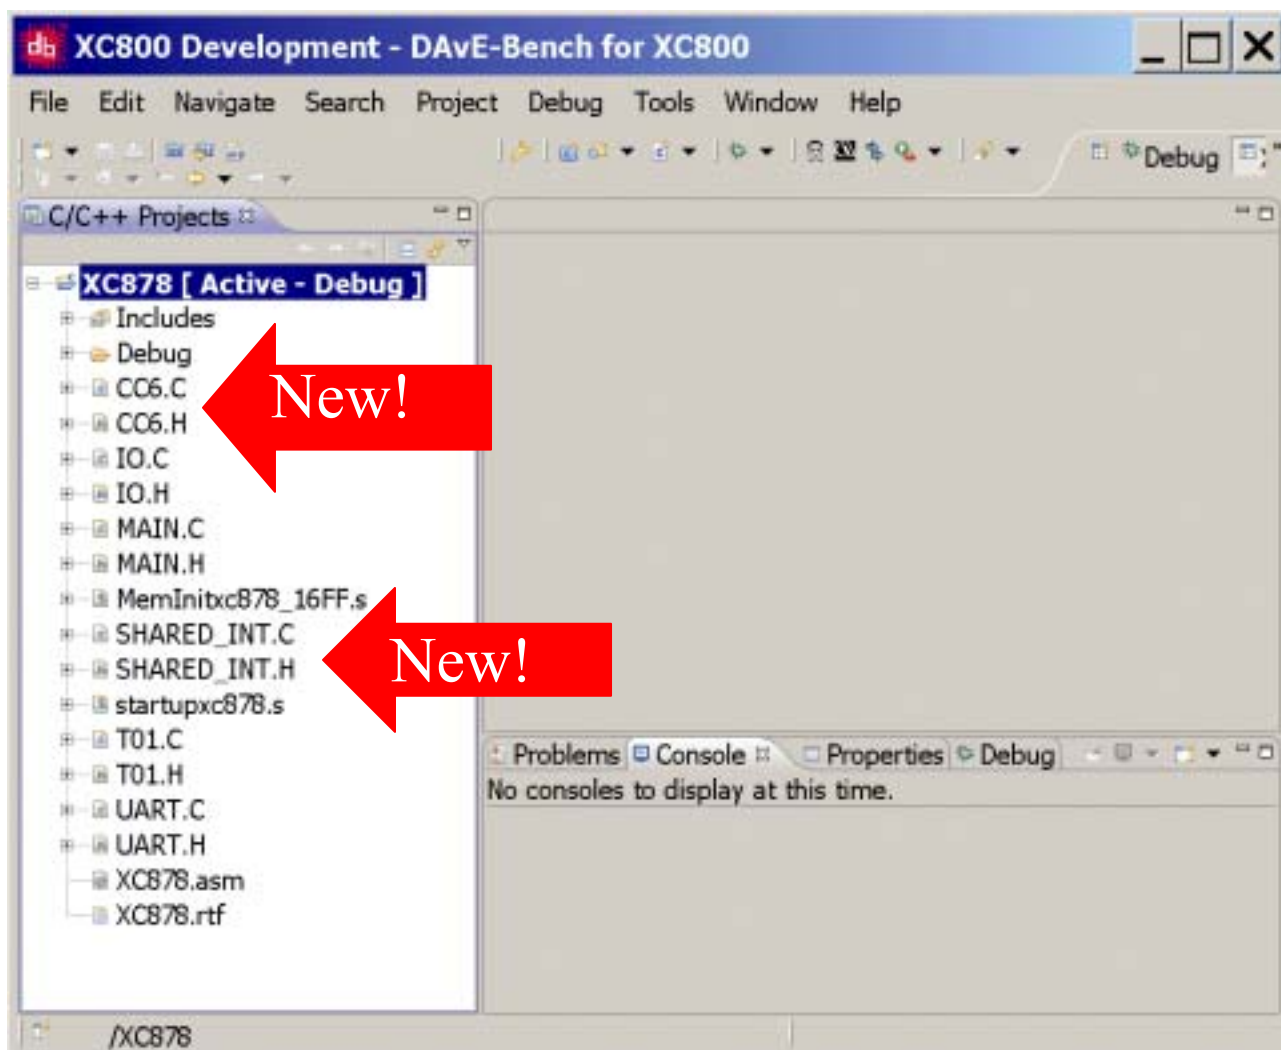 db XC800 Development - DAvE-Bench for XC800
File Edit Navigate Search Project Debug Tools Window Help
Debug
C/C++ Projects
XC878 [ Active - Debug ]
Includes
Debug
CC6.C
New!
CC6.H
IO.C
IO.H
MAIN.C
MAIN.H
MemInitxc878_16FF.s
SHARED_INT.C
SHARED_INT.H
New!
startupxc878.s
T01.C
T01.H
UART.C
UART.H
XC878.asm
XC878.rtf
Problems Console Properties Debug
No consoles to display at this time.
/XC878